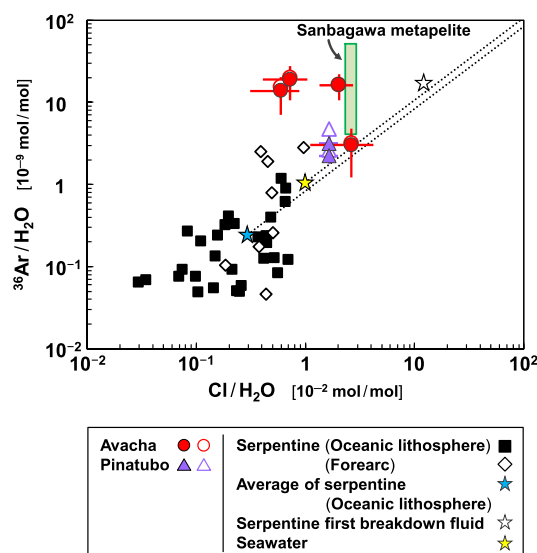 Sanbagawa metapelite
10²
10
1
10⁻¹
10⁻²
³⁶Ar / H₂O [10⁻⁹ mol / mol]
10⁻² 10⁻¹ 1 10 10²
Cl / H₂O [10⁻² mol / mol]
Avacha
Pinatubo
Serpentine (Oceanic lithosphere)
(Forearc)
Average of serpentine
(Oceanic lithosphere)
Serpentine first breakdown fluid
Seawater